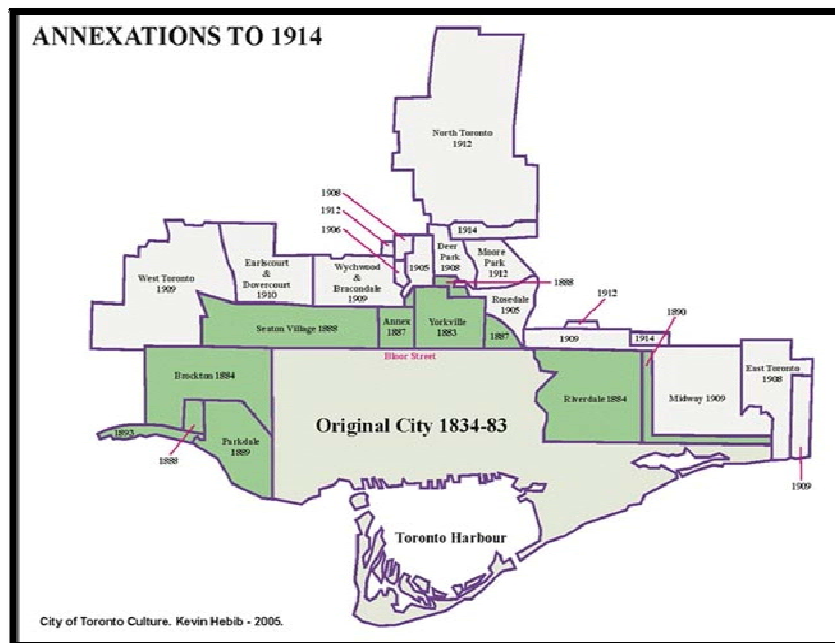 ANNEXATIONS TO 1914
North Toronto
1912
1908
1912
1906
1914
Deer
Park
1908
Moore
Park
1912
1905
West Toronto
1909
Earlscourt
&
Dovercourt
1910
Wychwood
&
Bracondale
1909
1888
Rosedale
1905
1912
1890
Seaton Village 1888
Annex
1887
Yorkville
1883
1887
1909
1914
Bloor Street
Brockton 1884
Riverdale 1884
Midway 1909
East Toronto
1908
Original City 1834-83
1893
1888
Parkdale
1889
1909
Toronto Harbour
City of Toronto Culture. Kevin Hebib - 2005.